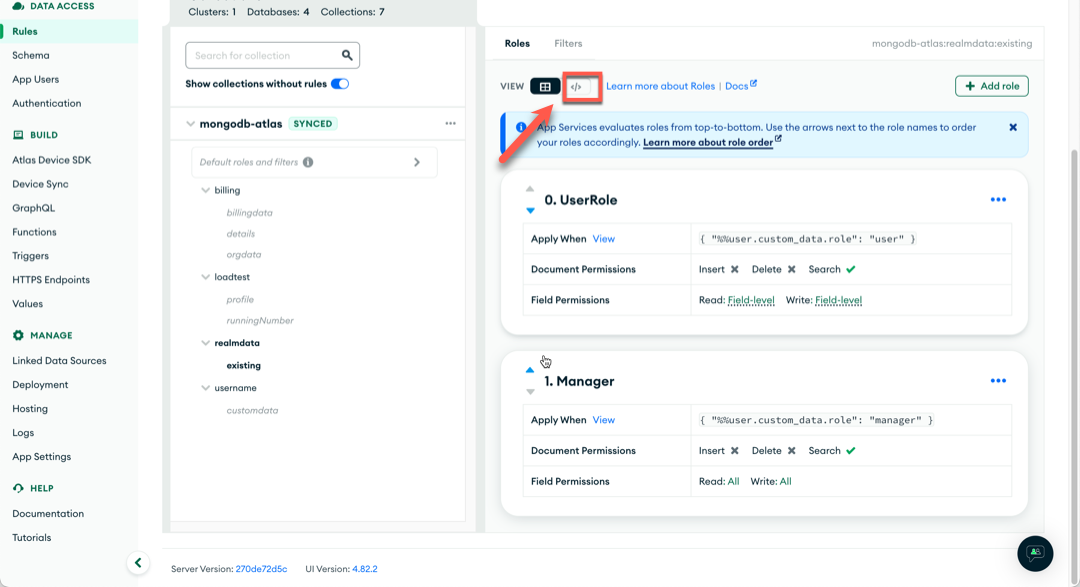 DATA ACCESS
Rules
Schema
App Users
Authentication
BUILD
Atlas Device SDK
Device Sync
GraphQL
Functions
Triggers
HTTPS Endpoints
Values
MANAGE
Linked Data Sources
Deployment
Hosting
Logs
App Settings
HELP
Documentation
Tutorials
Clusters: 1 Databases: 4 Collections: 7
Search for collection
Show collections without rules
mongodb-atlas SYNCED
Default roles and filters
billing
billingdata
details
orgdata
loadtest
profile
runningNumber
realmdata
existing
username
customdata
Roles Filters mongodb-atlas:realmdata:existing
VIEW </> Learn more about Roles | Docs + Add role
App Services evaluates roles from top-to-bottom. Use the arrows next to the role names to order
your roles accordingly. Learn more about role order
0. UserRole
Apply When View { "%%user.custom_data.role": "user" }
Document Permissions Insert Delete Search
Field Permissions Read: Field-level Write: Field-level
1. Manager
Apply When View { "%%user.custom_data.role": "manager" }
Document Permissions Insert Delete Search
Field Permissions Read: All Write: All
Server Version: 270de72d5c UI Version: 4.82.2